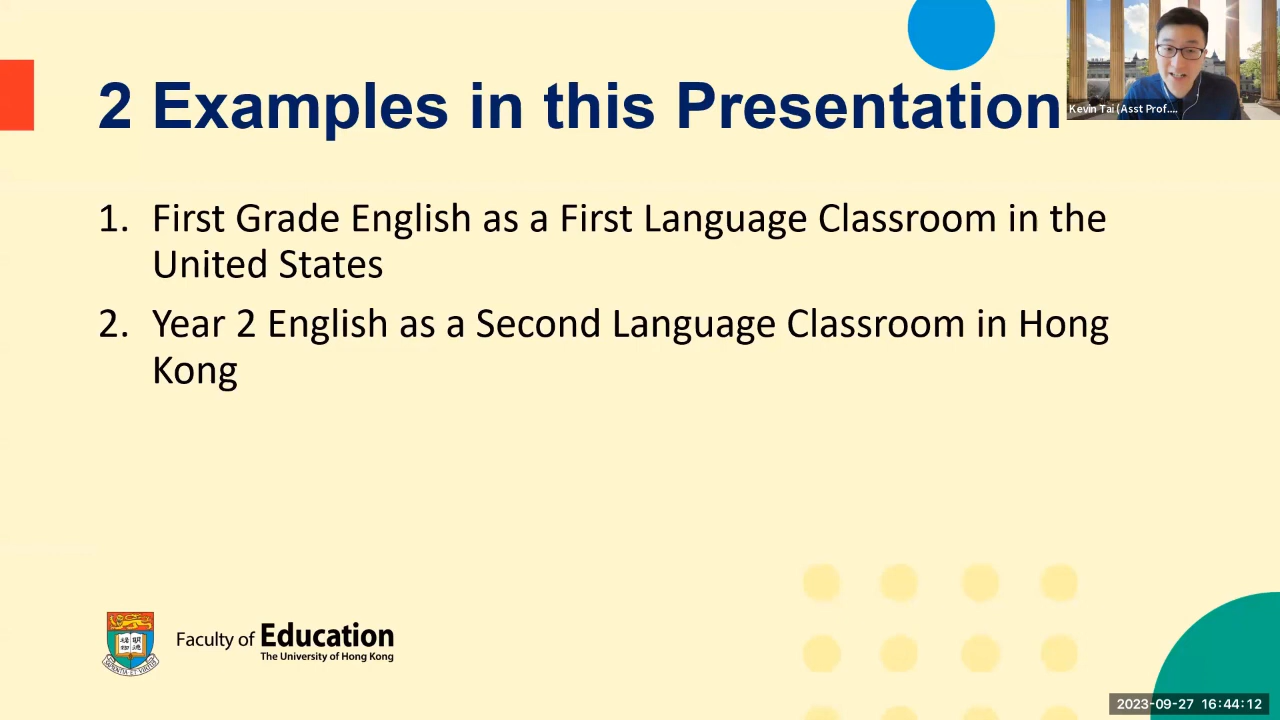 2 Examples in this Presentation
Kevin Tai (Asst Prof....
1. First Grade English as a First Language Classroom in the
United States
2. Year 2 English as a Second Language Classroom in Hong
Kong
Faculty of Education
The University of Hong Kong
2023-09-27 16:44:12